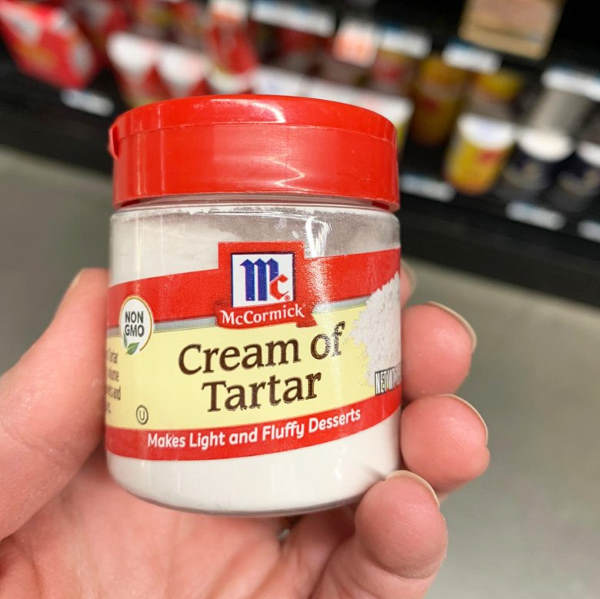 mc
McCormick
NON
GMO
Cream of
Tartar
U
Makes Light and Fluffy Desserts